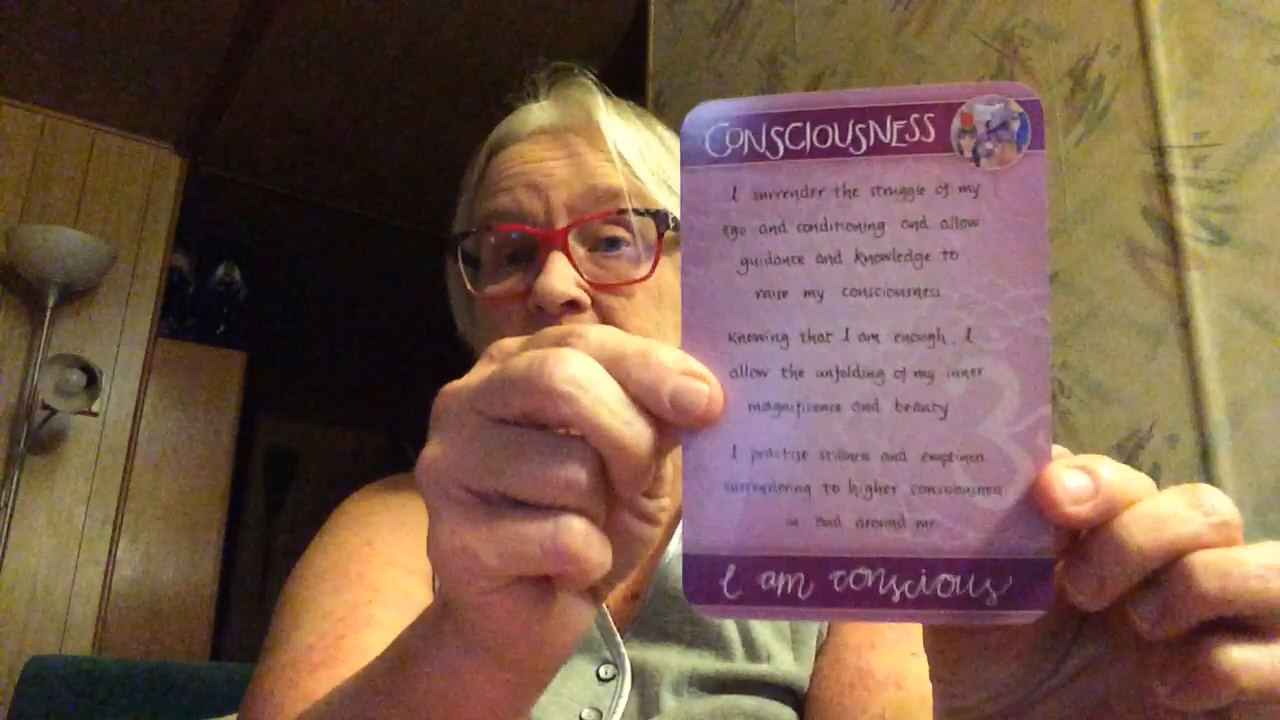 CONSCIOUSNESS
I surrender the struggle of my
ego and conditioning and allow
guidance and knowledge to
raise my consciousness
Knowing that I am enough, I
allow the unfolding of my inner
magnificence and beauty
I practise stillness and emptiness
surrendering to higher consciousness
in and around me
I am conscious